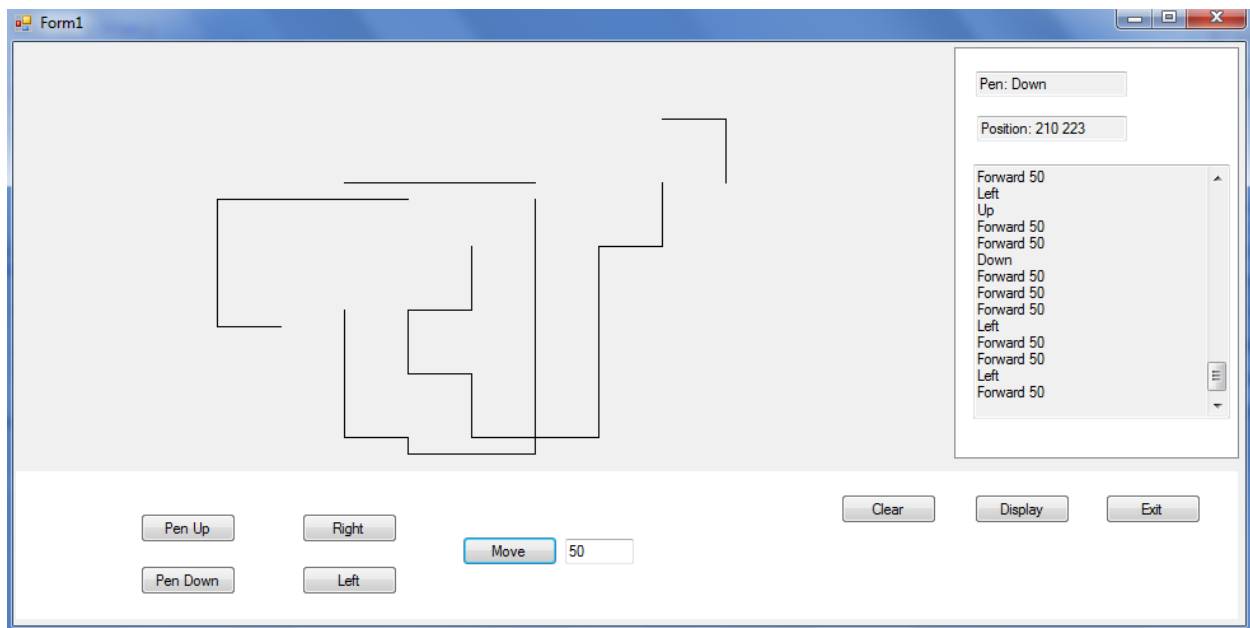 Form1
Pen: Down
Position: 210 223
Forward 50
Left
Up
Forward 50
Forward 50
Down
Forward 50
Forward 50
Forward 50
Left
Forward 50
Forward 50
Left
Forward 50
Clear
Display
Exit
Pen Up
Right
Move
50
Pen Down
Left